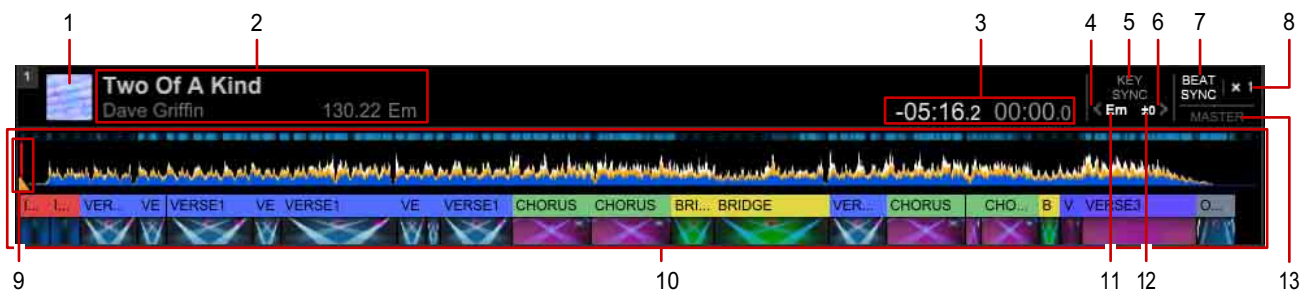 1 2 3 4 5 6 7 8
1
Two Of A Kind
Dave Griffin 130.22 Em
-05:16.2 00:00.0
KEY SYNC
< Em ±0 >
BEAT SYNC × 1
MASTER
I... I... VER... VE VERSE1 VE VERSE1 VE VERSE1 CHORUS CHORUS BRI... BRIDGE VER... CHORUS CHO... B V VERSE3 O...
9 10 11 12 13